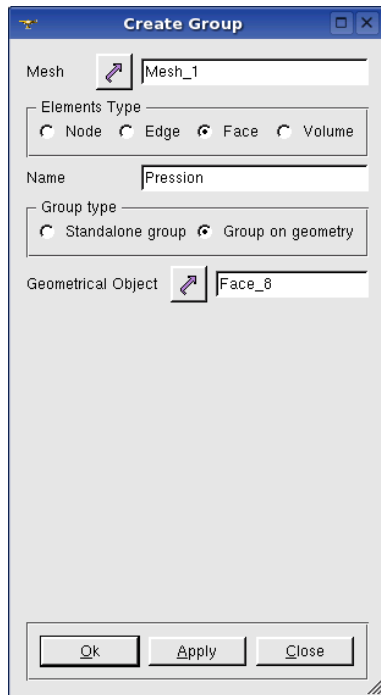 Create Group
Mesh Mesh_1
Elements Type
Node Edge Face Volume
Name Pression
Group type
Standalone group Group on geometry
Geometrical Object Face_8
Ok Apply Close